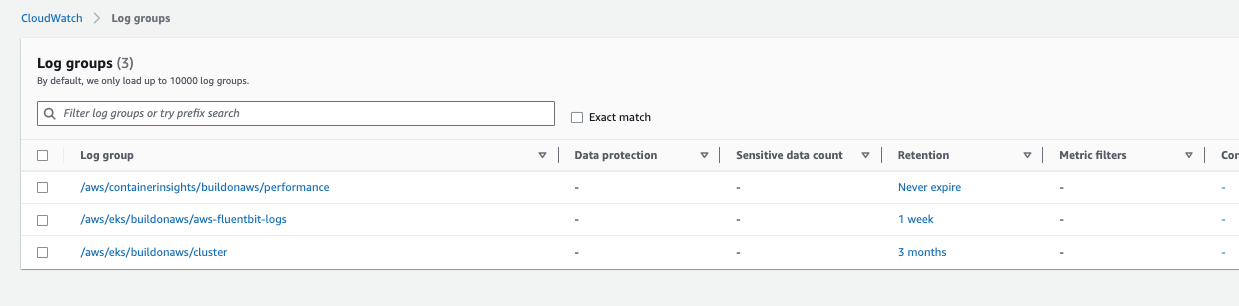 CloudWatch > Log groups
Log groups (3)
By default, we only load up to 10000 log groups.
Filter log groups or try prefix search
Exact match
Log group Data protection Sensitive data count Retention Metric filters Con
/aws/containerinsights/buildonaws/performance - - Never expire - -
/aws/eks/buildonaws/aws-fluentbit-logs - - 1 week - -
/aws/eks/buildonaws/cluster - - 3 months - -